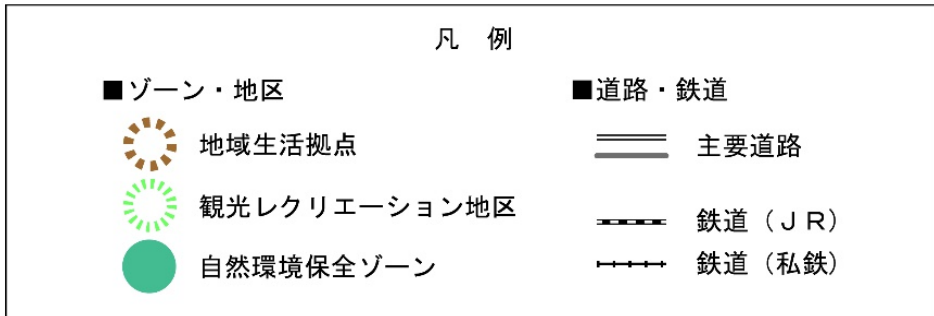 凡　例
■ゾーン・地区
地域生活拠点
観光レクリエーション地区
自然環境保全ゾーン
■道路・鉄道
主要道路
鉄道（ＪＲ）
鉄道（私鉄）